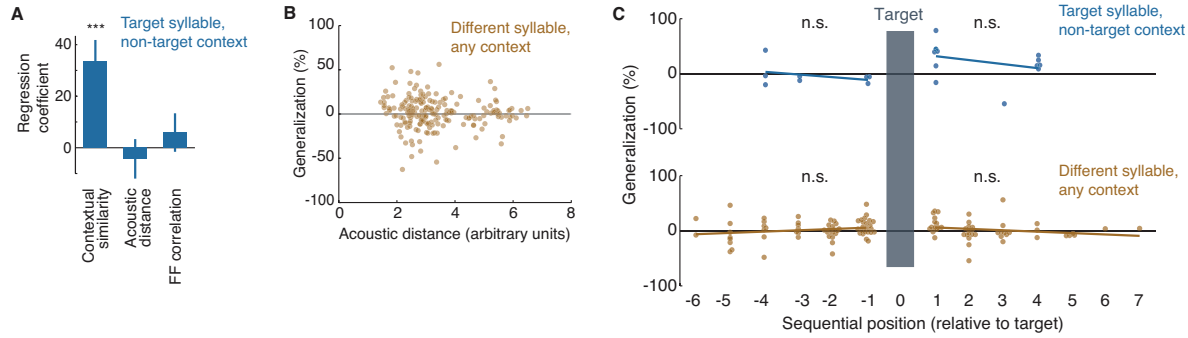 A
***
Target syllable,
non-target context
40
20
0
Regression
coefficient
Contextual
similarity
Acoustic
distance
FF correlation
B
Different syllable,
any context
100
50
0
-50
-100
Generalization (%)
0 2 4 6 8
Acoustic distance (arbitrary units)
C
Target
n.s.
n.s.
Target syllable,
non-target context
100
0
-100
Generalization (%)
n.s.
n.s.
Different syllable,
any context
100
0
-100
-6 -5 -4 -3 -2 -1 0 1 2 3 4 5 6 7
Sequential position (relative to target)